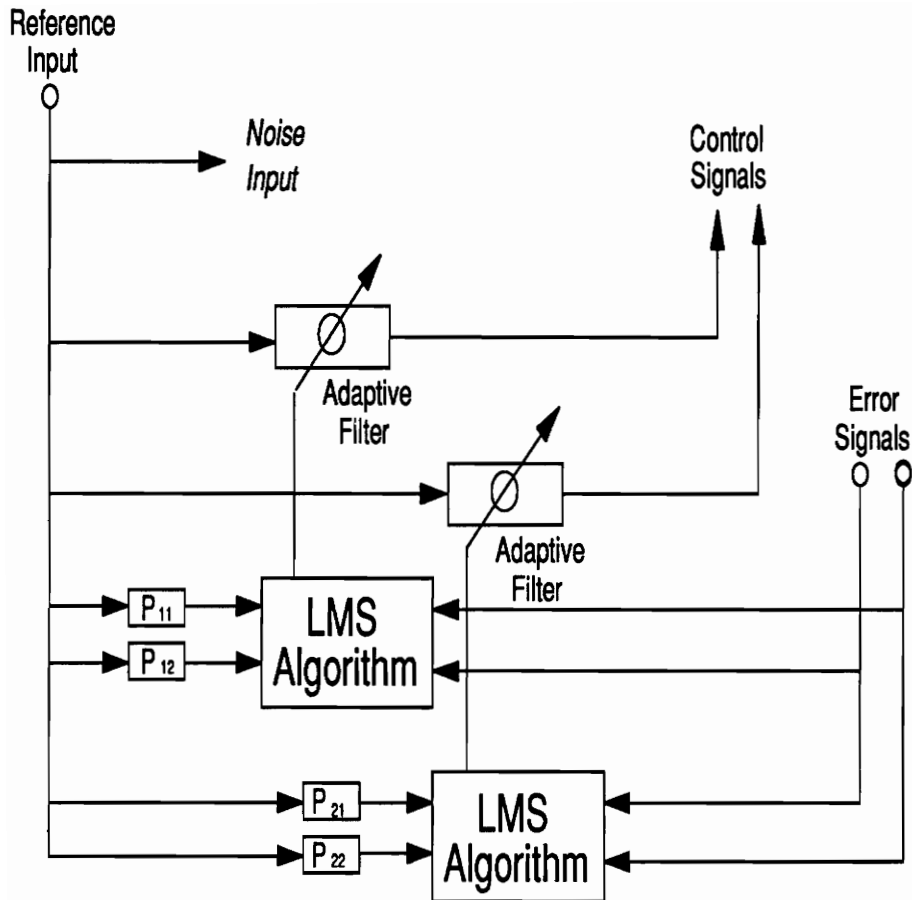 Reference
Input
Noise
Input
Control
Signals
Adaptive
Filter
Error
Signals
Adaptive
Filter
P11
LMS
Algorithm
P12
P21
LMS
Algorithm
P22